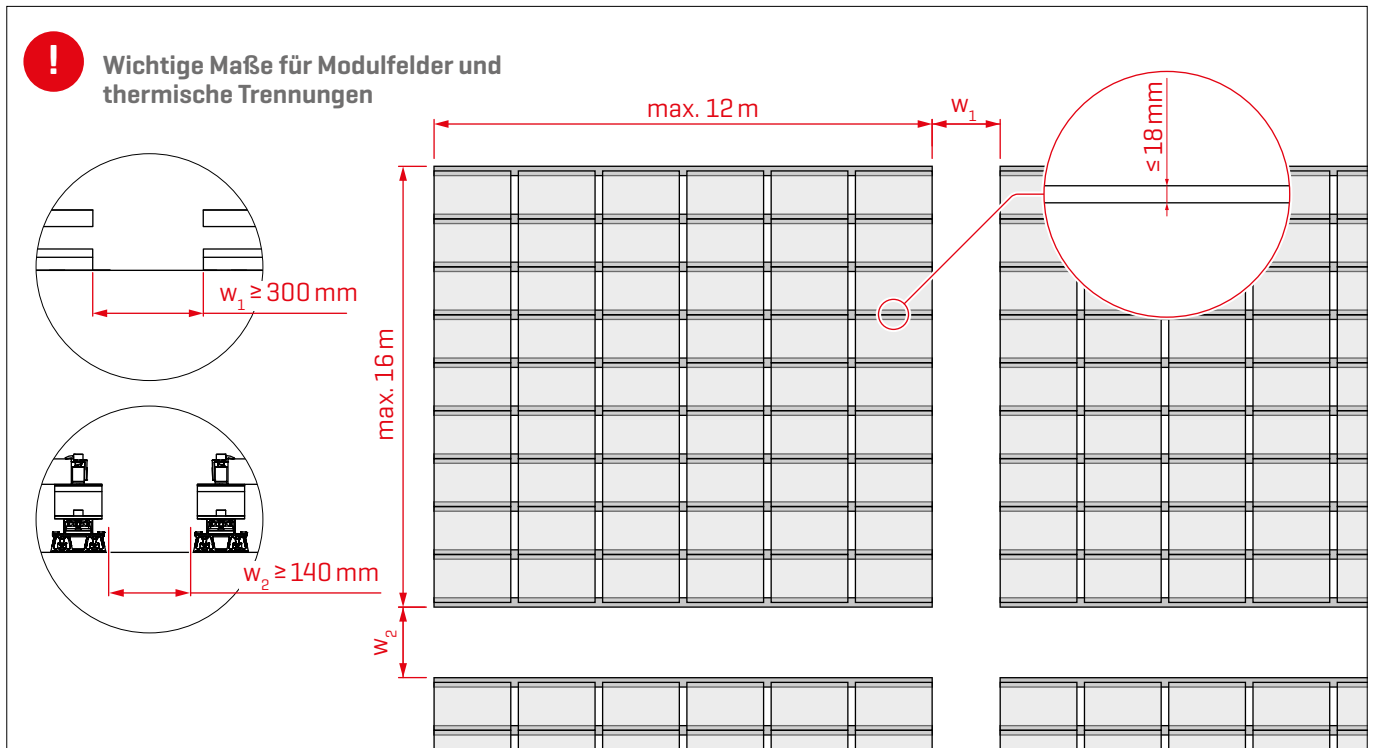 !
Wichtige Maße für Modulfelder und
thermische Trennungen
max. 12 m
w₁
≤ 18 mm
w₁ ≥ 300 mm
max. 16 m
w₂ ≥ 140 mm
w₂